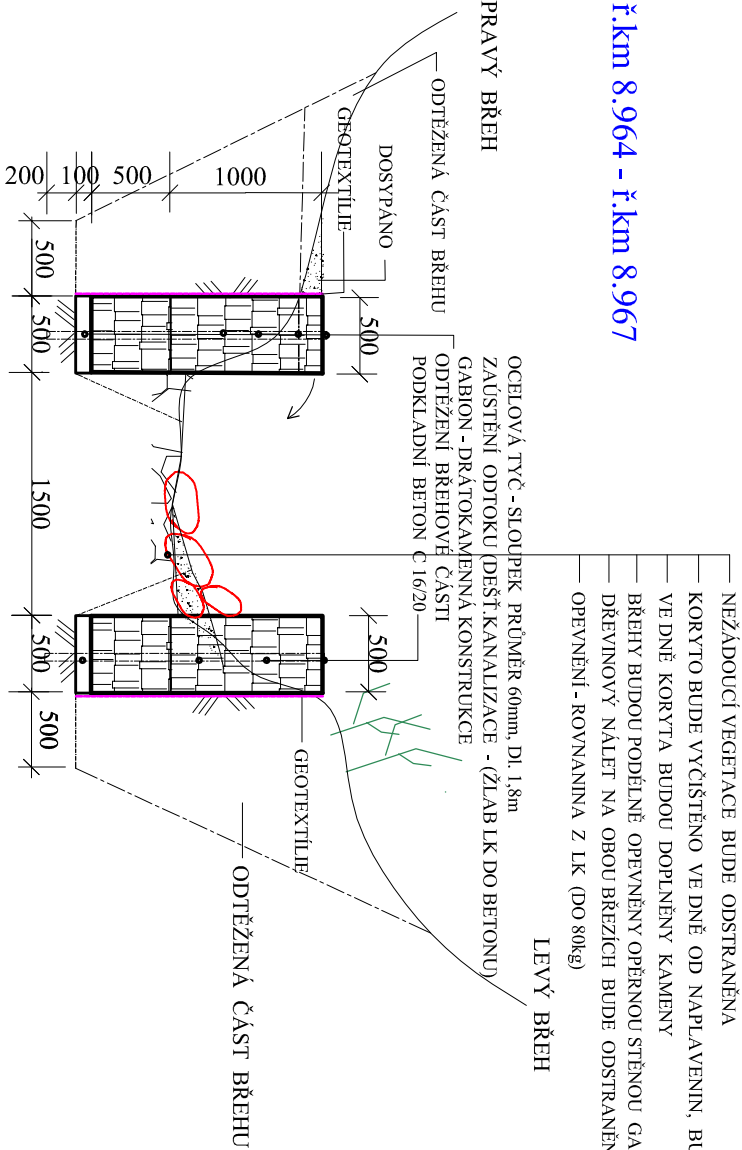 ř.km 8.964 - ř.km 8.967
NEŽÁDOUCÍ VEGETACE BUDE ODSTRANĚNA
KORYTO BUDE VYČIŠTĚNO VE DNĚ OD NAPLAVENIN, BU
VE DNĚ KORYTA BUDOU DOPLNĚNY KAMENY
BŘEHY BUDOU PODÉLNĚ OPEVNĚNY OPĚRNOU STĚNOU GA
DŘEVINOVÝ NÁLET NA OBOU BŘEZÍCH BUDE ODSTRANĚN
OPEVNĚNÍ - ROVNANINA Z LK (DO 80kg)
PRAVÝ BŘEH
LEVÝ BŘEH
OCELOVÁ TYČ - SLOUPEK PRŮMĚR 60mm, Dl. 1,8m
ZAÚSTĚNÍ ODTOKU (DEŠŤ.KANALIZACE - (ŽLAB LK DO BETONU)
GABION - DRÁTOKAMENNÁ KONSTRUKCE
ODTĚŽENÍ BŘEHOVÉ ČÁSTI
PODKLADNÍ BETON C 16/20
ODTĚŽENÁ ČÁST BŘEHU
DOSYPÁNO
GEOTEXTÍLIE
500
500
1000
500
100
200
GEOTEXTÍLIE
ODTĚŽENÁ ČÁST BŘEHU
500
500
1500
500
500